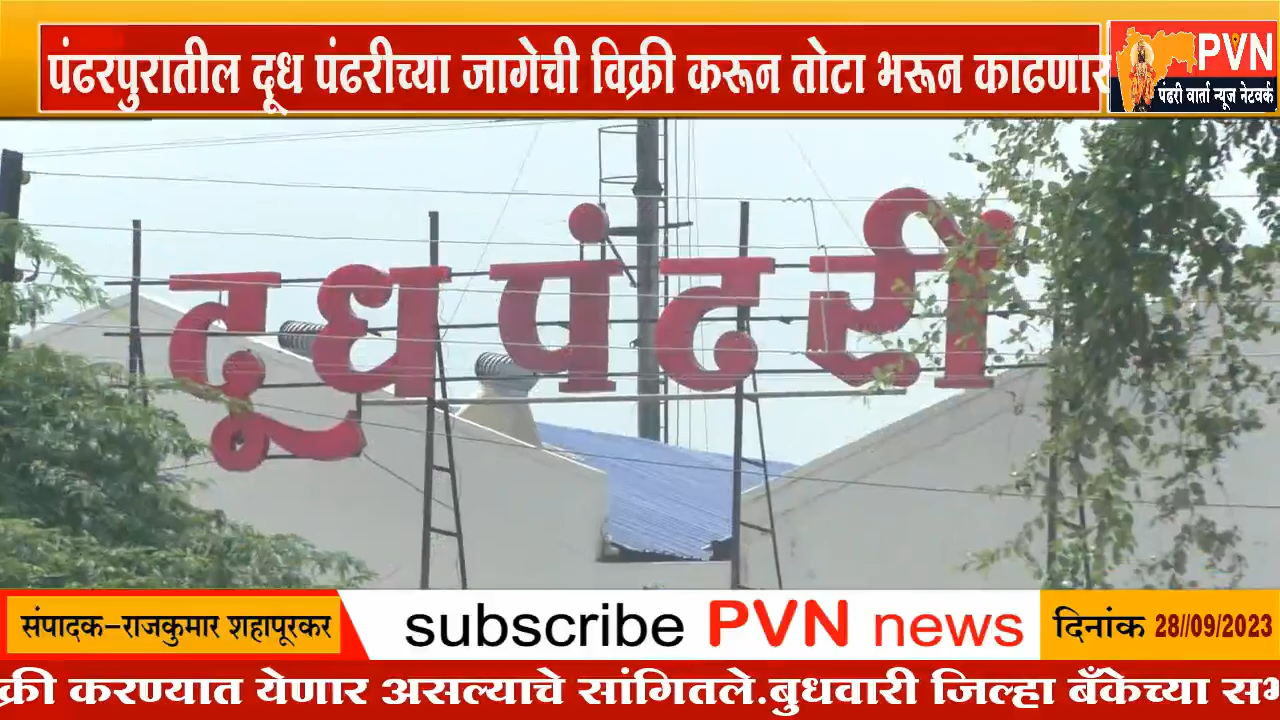 पंढरपुरातील दूध पंढरीच्या जागेची विक्री करून तोटा भरून काढणार
PVN
पंढरी वार्ता न्यूज नेटवर्क
दूध पंढरी
संपादक-राजकुमार शहापूरकर
subscribe PVN news
दिनांक 28//09/2023
करण्यात येणार असल्याचे सांगितले.बुधवारी जिल्हा बँकेच्या